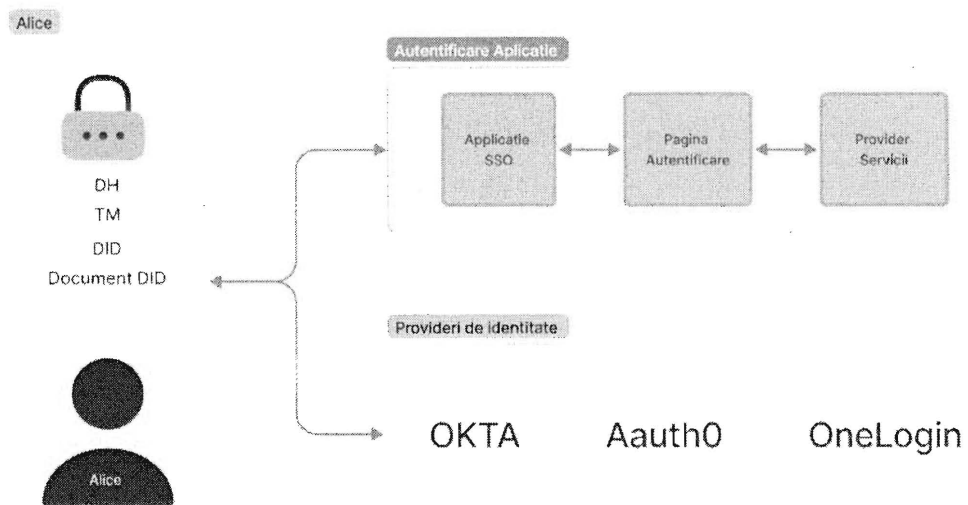 Alice
Autentificare Aplicatie
Applicatie
SSO
Pagina
Autentificare
Provider
Servicii
DH
TM
DID
Document DID
Provideri de identitate
OKTA
Aauth0
OneLogin
Alice